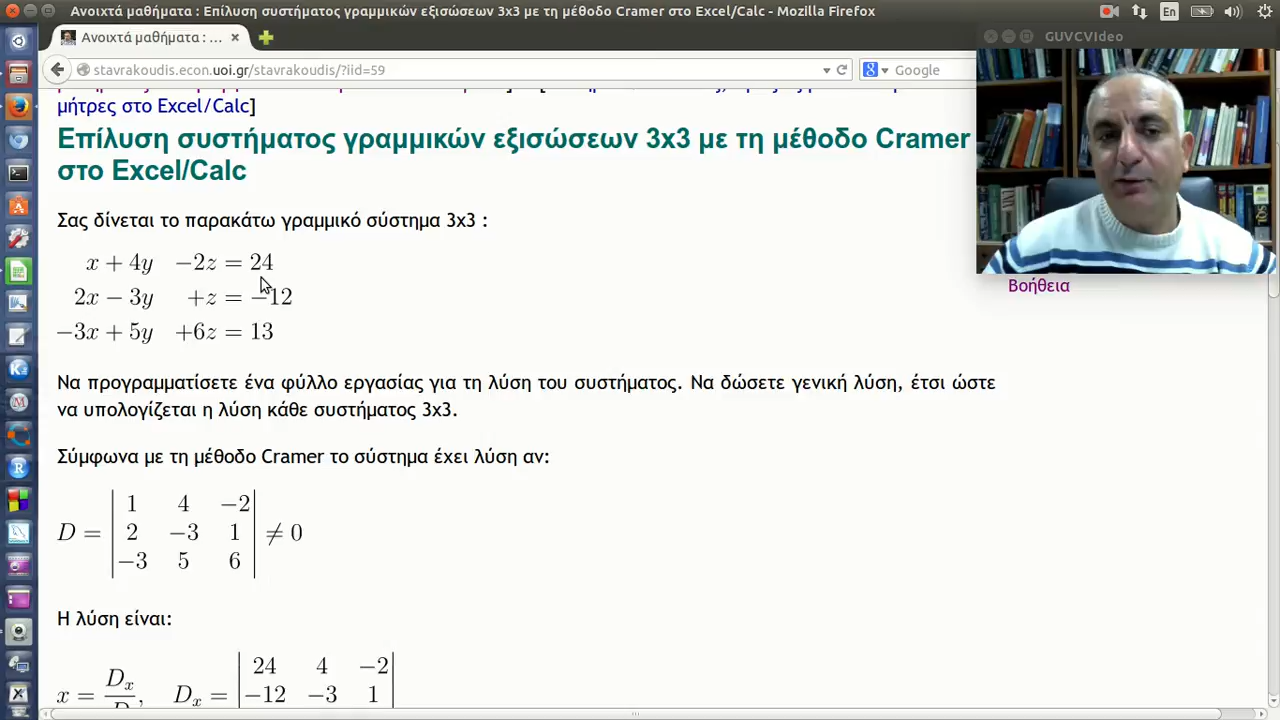 Ανοιχτά μαθήματα : Επίλυση συστήματος γραμμικών εξισώσεων 3x3 με τη μέθοδο Cramer στο Excel/Calc - Mozilla Firefox
En
Ανοιχτά μαθήματα : ...
GUVCVIdeo
stavrakoudis.econ.uoi.gr/stavrakoudis/?iid=59
Google
μήτρες στο Excel/Calc]
Επίλυση συστήματος γραμμικών εξισώσεων 3x3 με τη μέθοδο Cramer
στο Excel/Calc
Σας δίνεται το παρακάτω γραμμικό σύστημα 3x3 :
x + 4y −2z = 24
2x − 3y +z = −12
−3x + 5y +6z = 13
Βοήθεια
Να προγραμματίσετε ένα φύλλο εργασίας για τη λύση του συστήματος. Να δώσετε γενική λύση, έτσι ώστε
να υπολογίζεται η λύση κάθε συστήματος 3x3.
Σύμφωνα με τη μέθοδο Cramer το σύστημα έχει λύση αν:
1 4 −2
D = 2 −3 1 ≠ 0
−3 5 6
Η λύση είναι:
24 4 −2
x = Dx/D, Dx = −12 −3 1